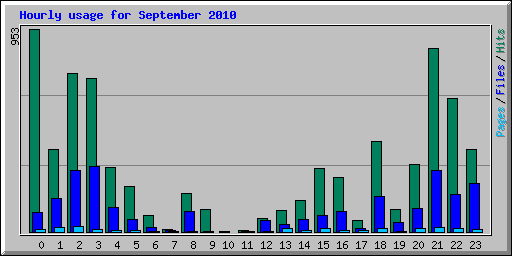 Hourly usage for September 2010
953
Pages/Files/Hits
0 1 2 3 4 5 6 7 8 9 10 11 12 13 14 15 16 17 18 19 20 21 22 23